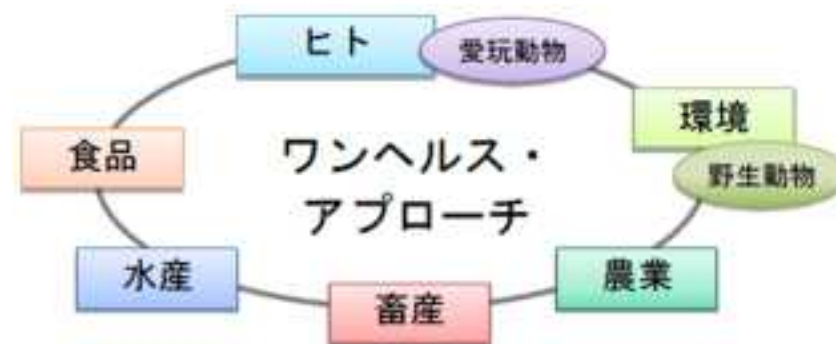 ヒト
愛玩動物
環境
野生動物
食品
ワンヘルス・
アプローチ
水産
畜産
農業